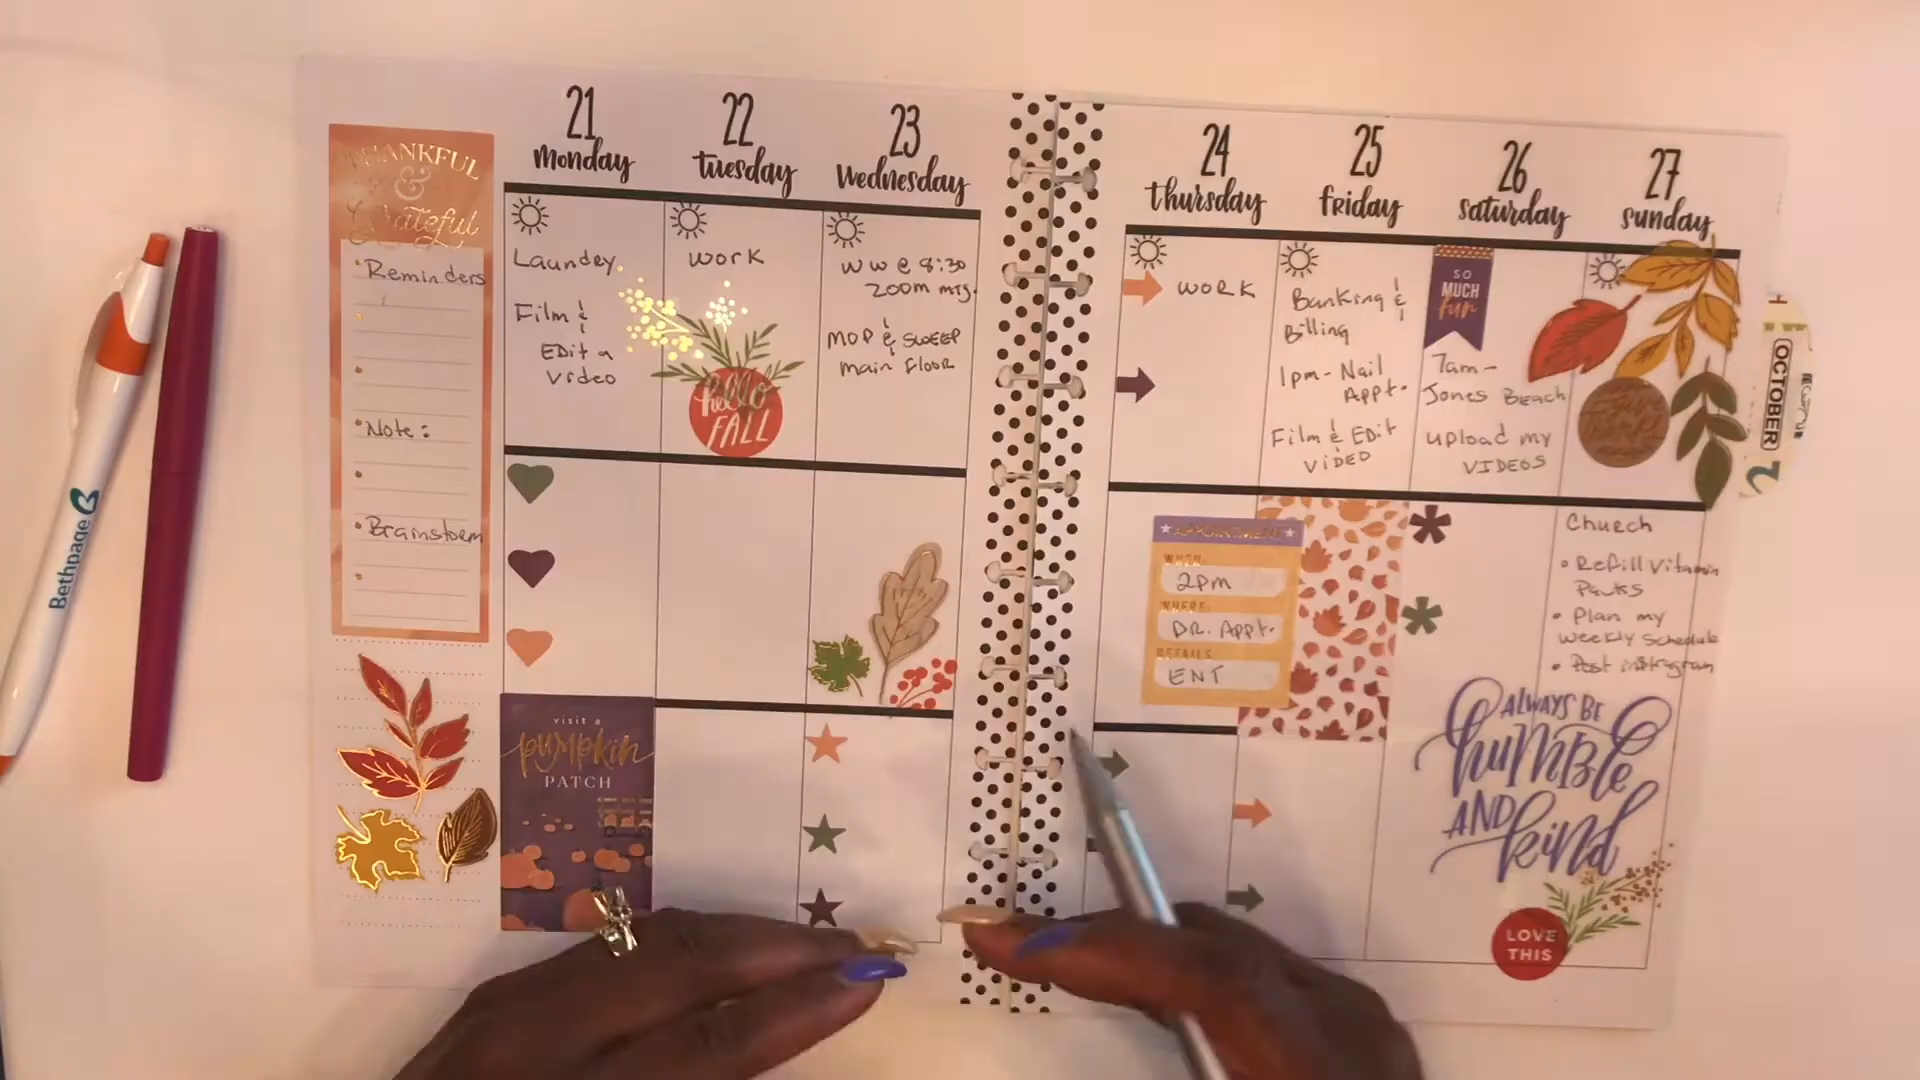 THANKFUL
&
Grateful
Reminders
Note:
Brainstorm
21
monday
Laundry
Film &
Edit a
Video
visit a
pumpkin
PATCH
22
tuesday
WORK
hello
FALL
23
wednesday
WW @ 8:30
ZOOM mtg.
MOP & SWEEP
main Floor
24
thursday
WORK
APPOINTMENT
WHEN:
2pm
WHERE:
DR. Appt.
DETAILS:
ENT
25
friday
Banking &
Billing
1pm - Nail
Appt.
Film & Edit
VIDEO
26
saturday
SO
MUCH
fun
7am -
Jones Beach
upload my
VIDEOS
27
sunday
Church
• Refill Vitamin
Packs
• Plan my
weekly schedule
• Post instagram
ALWAYS BE
humble
AND
kind
LOVE
THIS
OCTOBER
Bethpage